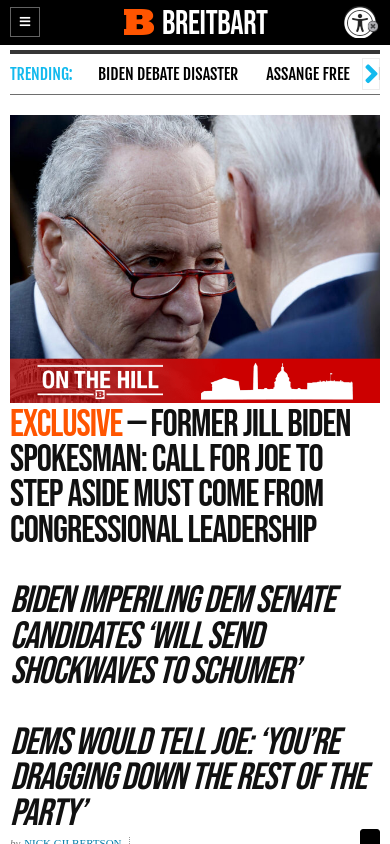 BREITBART
TRENDING: BIDEN DEBATE DISASTER ASSANGE FREE
ON THE HILL
EXCLUSIVE — FORMER JILL BIDEN
SPOKESMAN: CALL FOR JOE TO
STEP ASIDE MUST COME FROM
CONGRESSIONAL LEADERSHIP
BIDEN IMPERILING DEM SENATE
CANDIDATES ‘WILL SEND
SHOCKWAVES TO SCHUMER’
DEMS WOULD TELL JOE: ‘YOU’RE
DRAGGING DOWN THE REST OF THE
PARTY’
by NICK GILBERTSON